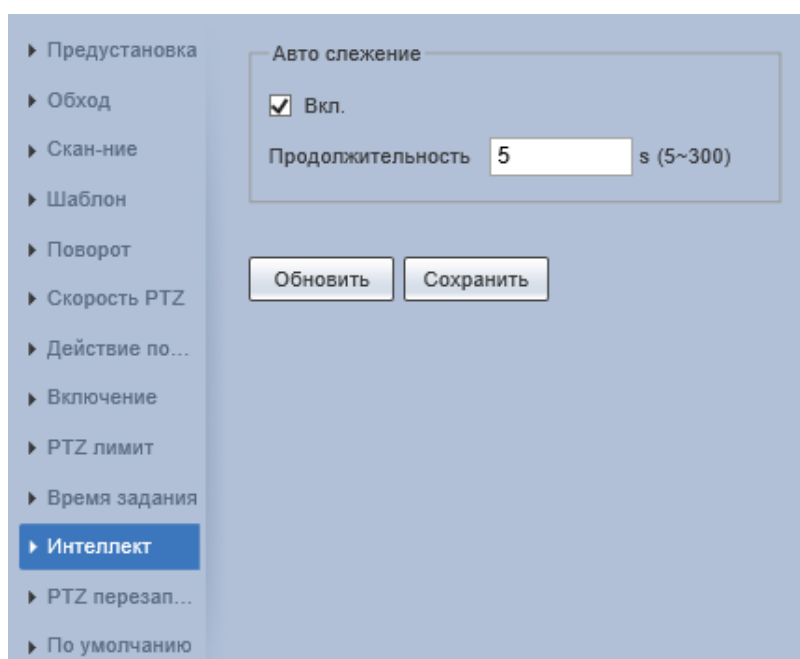 Предустановка
Обход
Скан-ние
Шаблон
Поворот
Скорость PTZ
Действие по...
Включение
PTZ лимит
Время задания
Интеллект
PTZ перезап...
По умолчанию
Авто слежение
Вкл.
Продолжительность 5 s (5~300)
Обновить Сохранить